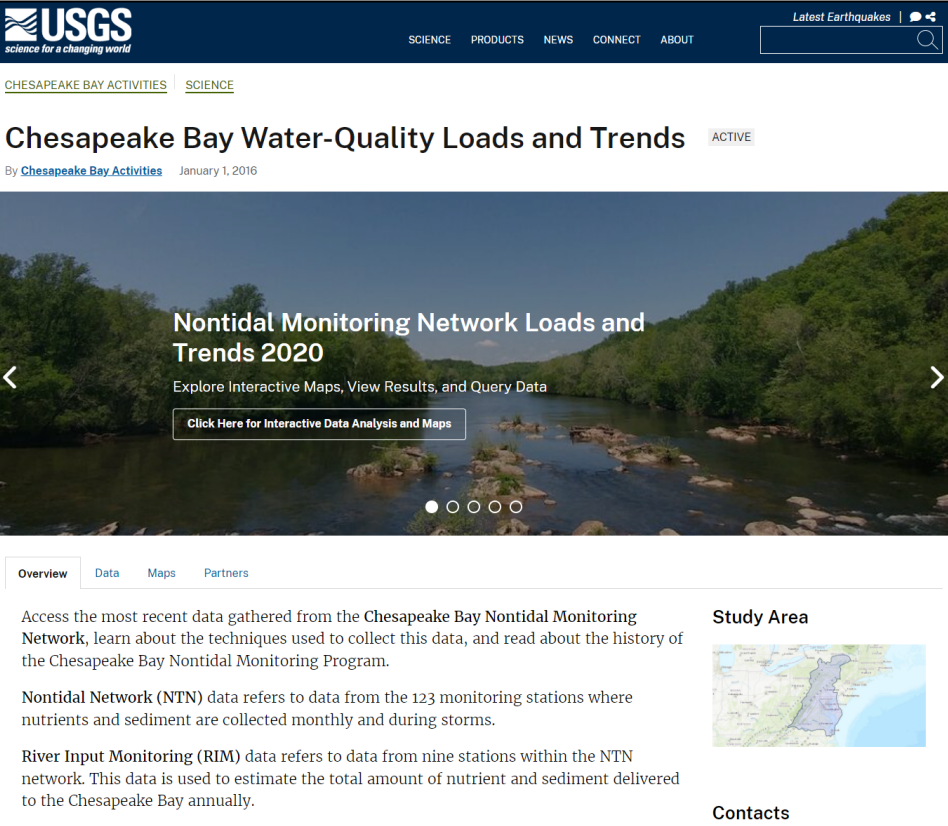 USGS
science for a changing world
Latest Earthquakes
SCIENCE PRODUCTS NEWS CONNECT ABOUT
CHESAPEAKE BAY ACTIVITIES SCIENCE
Chesapeake Bay Water-Quality Loads and Trends ACTIVE
By Chesapeake Bay Activities January 1, 2016
Nontidal Monitoring Network Loads and
Trends 2020
Explore Interactive Maps, View Results, and Query Data
Click Here for Interactive Data Analysis and Maps
Overview Data Maps Partners
Access the most recent data gathered from the Chesapeake Bay Nontidal Monitoring
Network, learn about the techniques used to collect this data, and read about the history of
the Chesapeake Bay Nontidal Monitoring Program.
Nontidal Network (NTN) data refers to data from the 123 monitoring stations where
nutrients and sediment are collected monthly and during storms.
River Input Monitoring (RIM) data refers to data from nine stations within the NTN
network. This data is used to estimate the total amount of nutrient and sediment delivered
to the Chesapeake Bay annually.
Study Area
Contacts